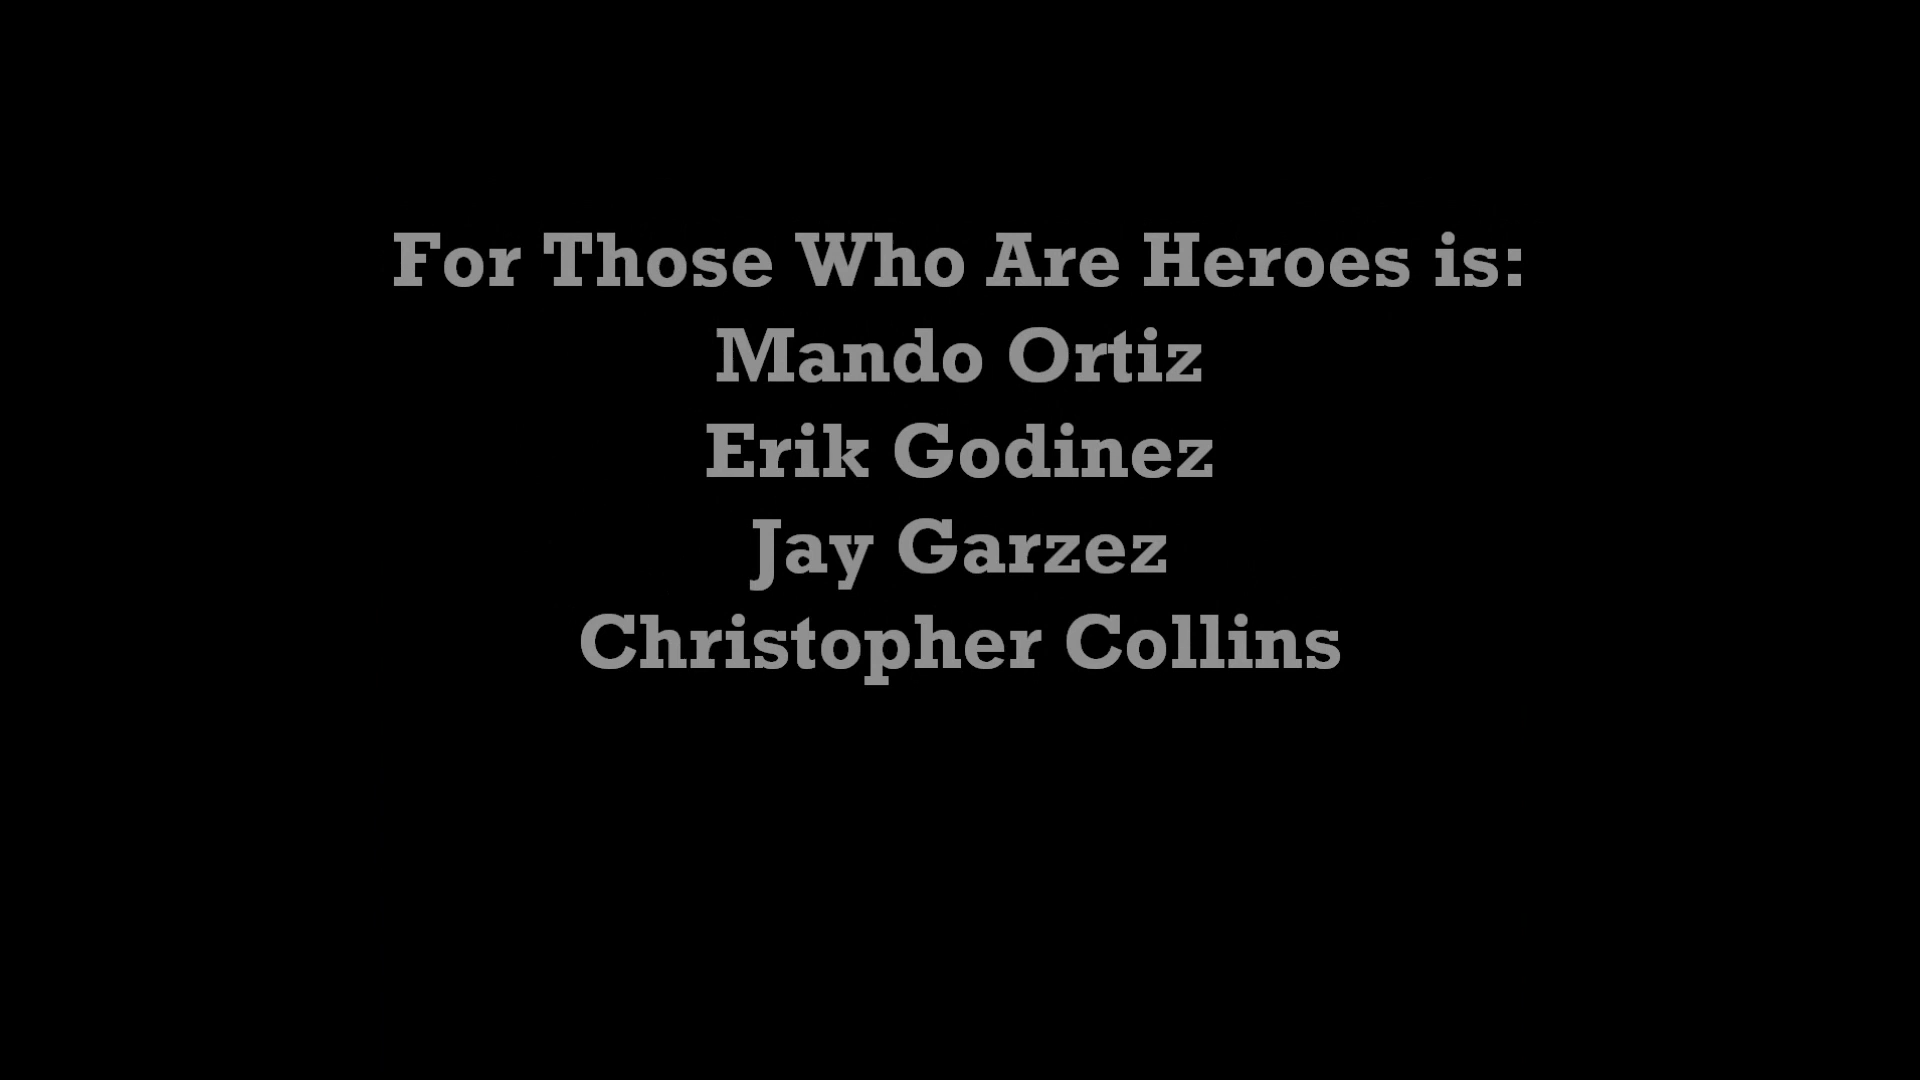 For Those Who Are Heroes is:
Mando Ortiz
Erik Godinez
Jay Garzez
Christopher Collins